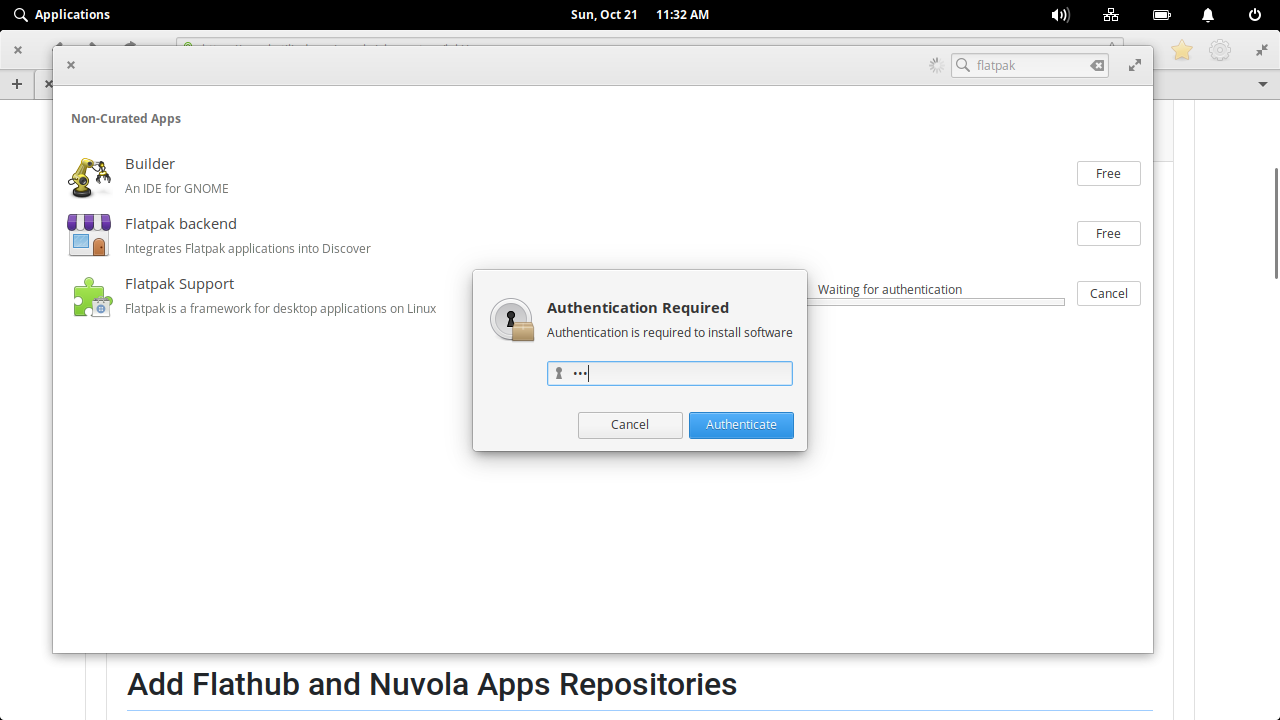 Applications
Sun, Oct 21 11:32 AM
flatpak
Non-Curated Apps
Builder
An IDE for GNOME
Free
Flatpak backend
Integrates Flatpak applications into Discover
Free
Flatpak Support
Flatpak is a framework for desktop applications on Linux
Waiting for authentication
Cancel
Authentication Required
Authentication is required to install software
•••
Cancel
Authenticate
Add Flathub and Nuvola Apps Repositories